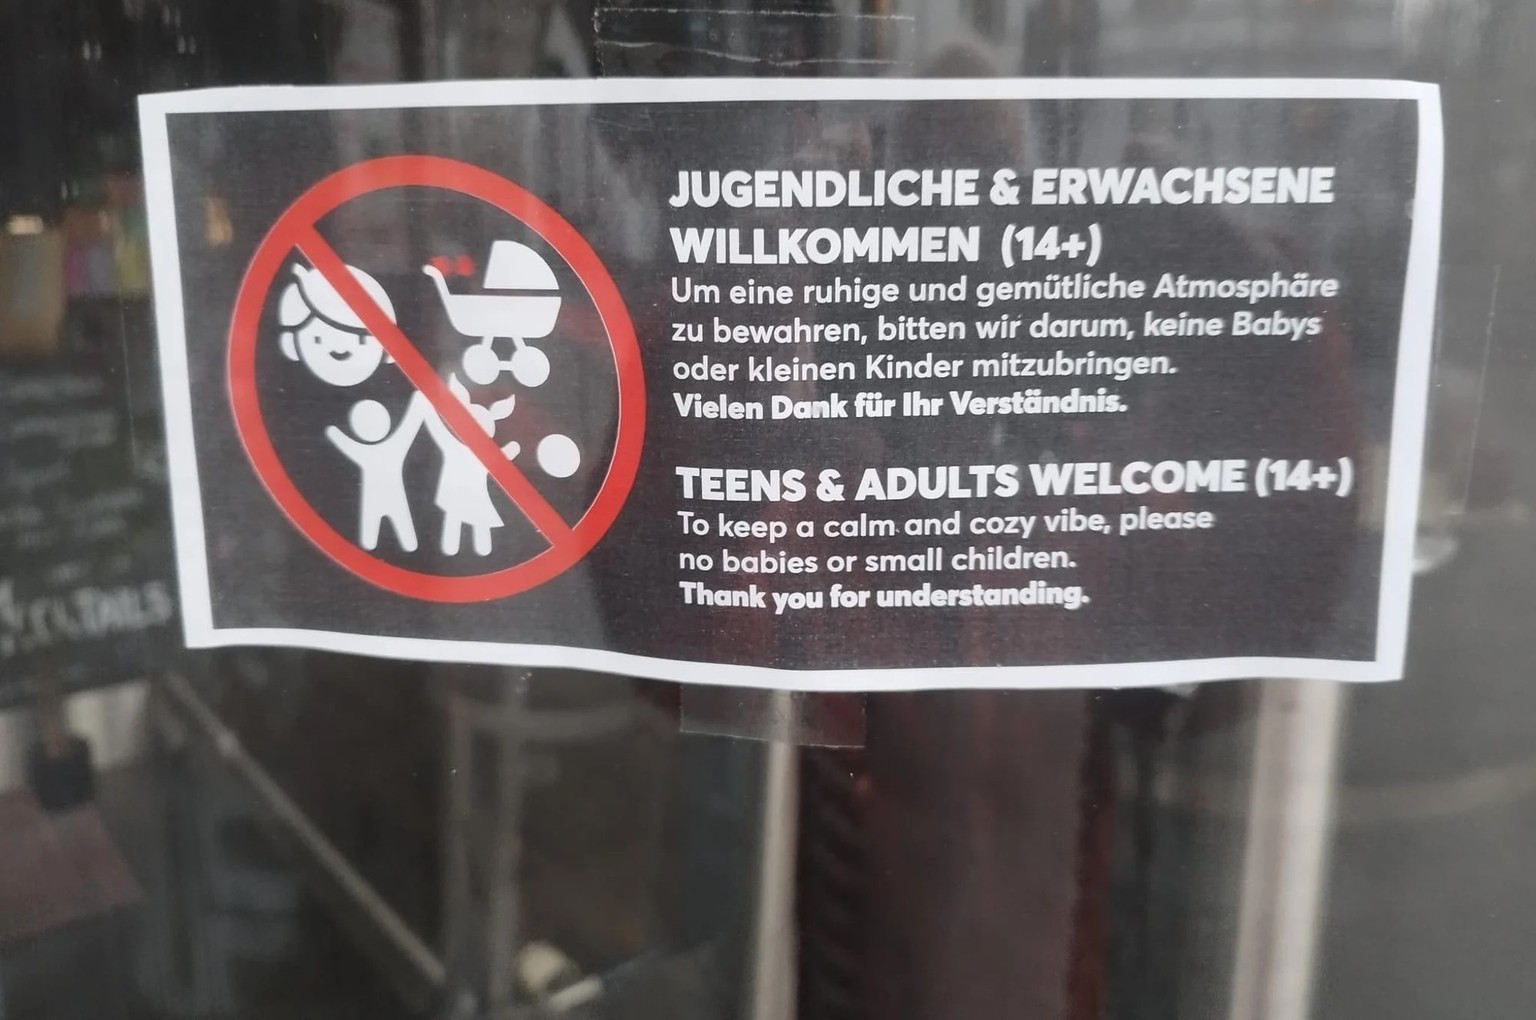 JUGENDLICHE & ERWACHSENE
WILLKOMMEN (14+)
Um eine ruhige und gemütliche Atmosphäre
zu bewahren, bitten wir darum, keine Babys
oder kleinen Kinder mitzubringen.
Vielen Dank für Ihr Verständnis.
TEENS & ADULTS WELCOME (14+)
To keep a calm and cozy vibe, please
no babies or small children.
Thank you for understanding.